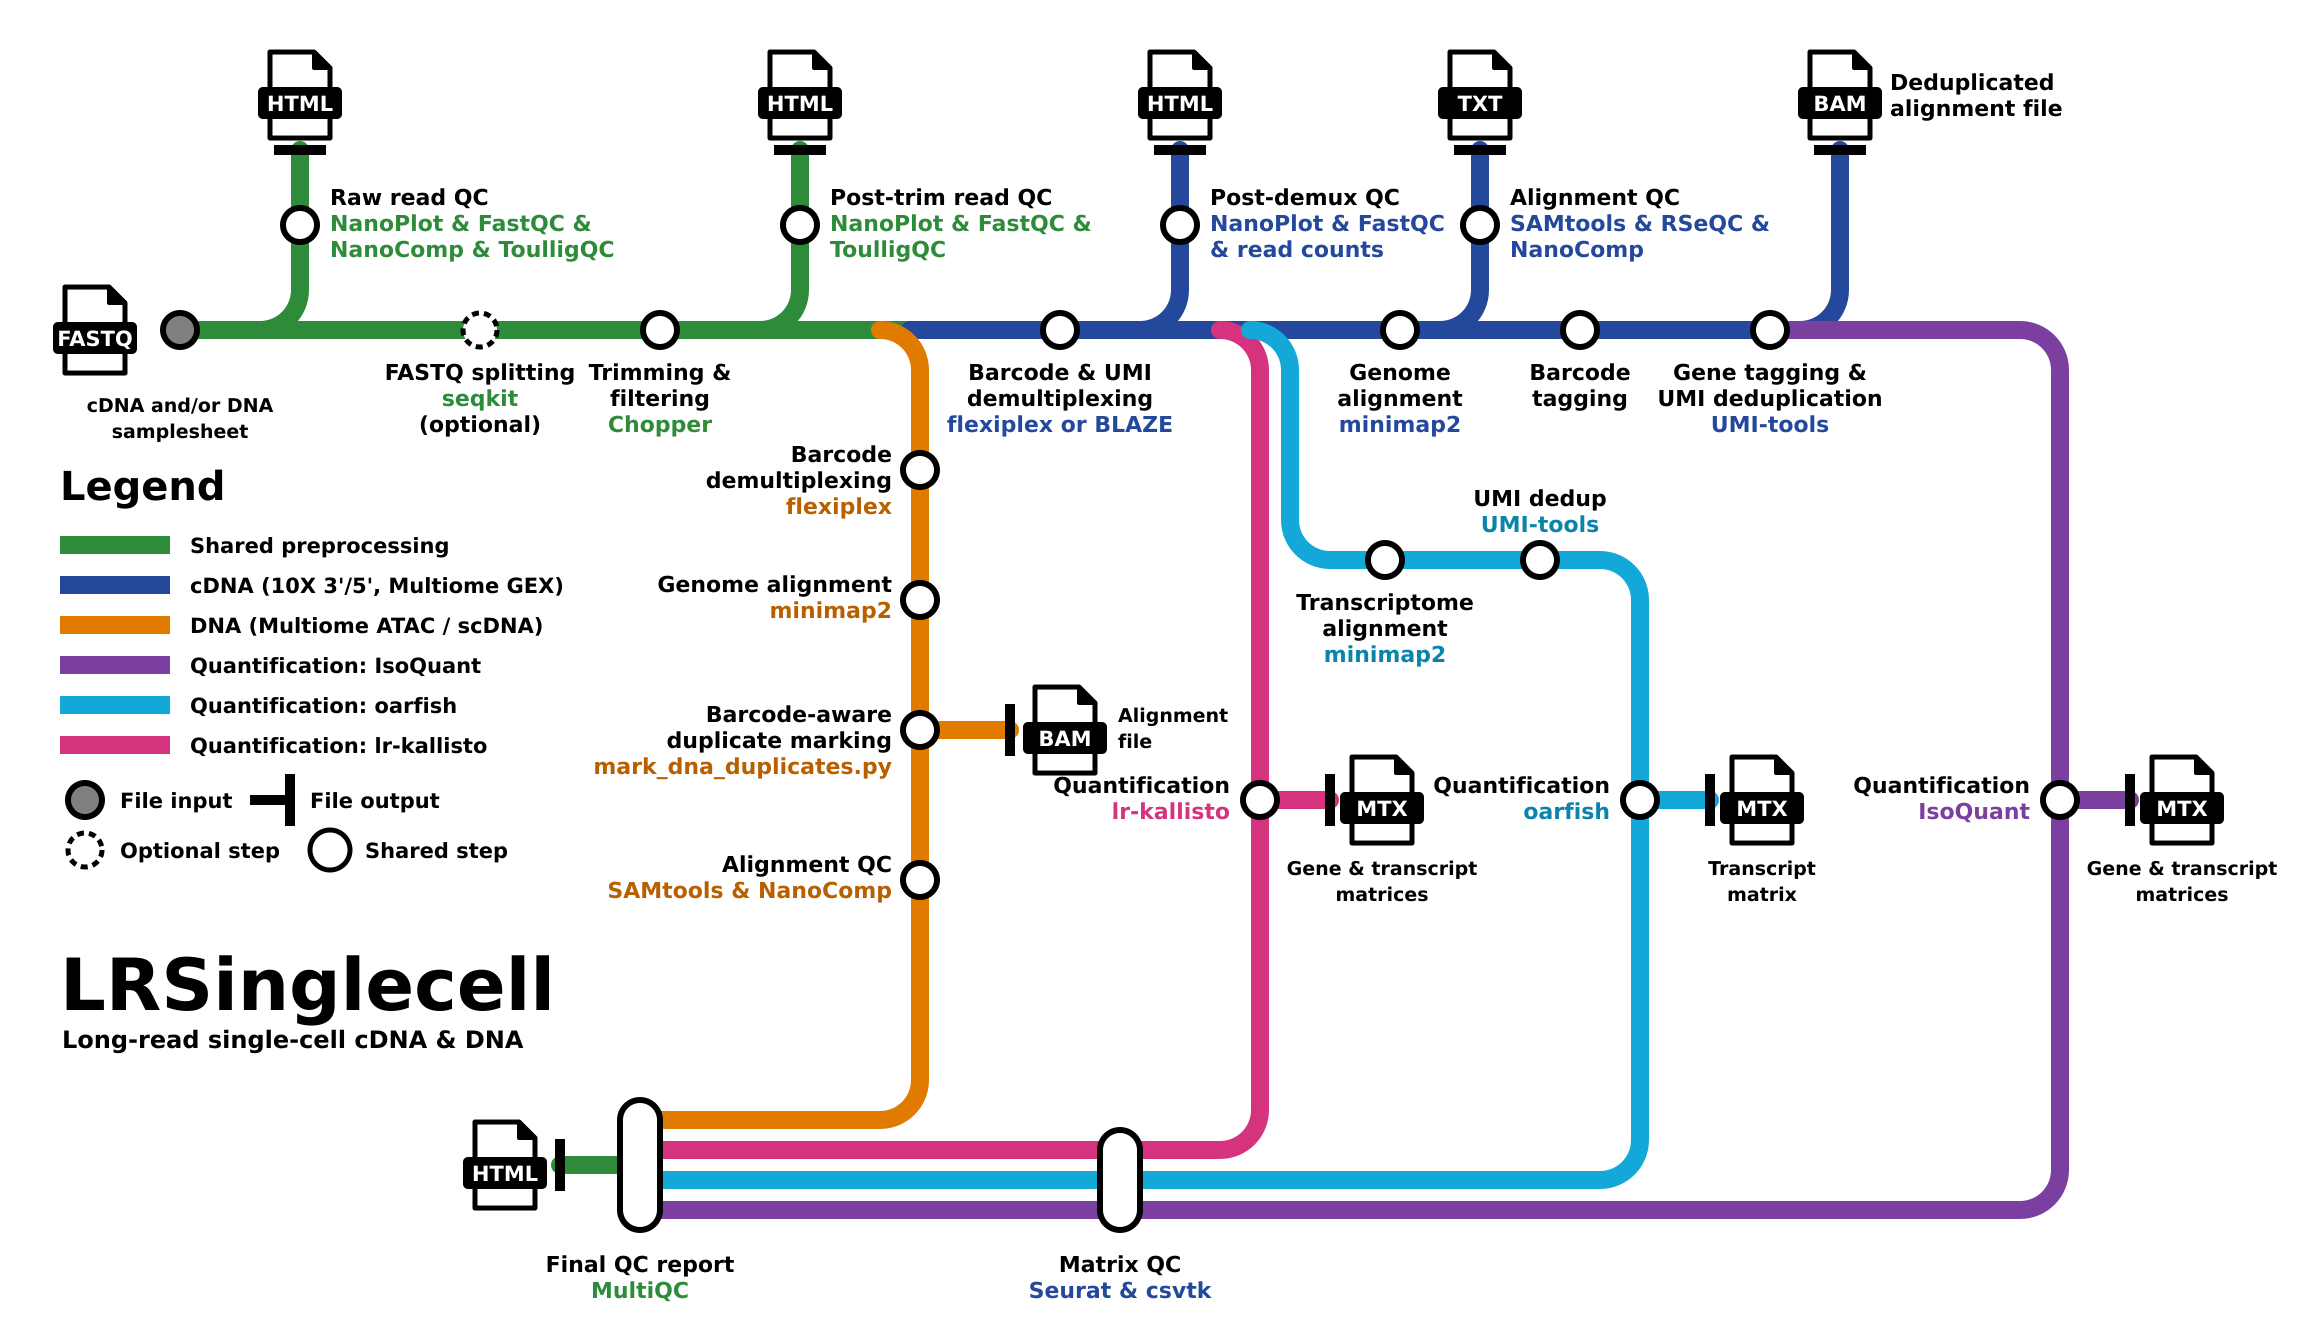 HTML
HTML
HTML
TXT
BAM
Deduplicated
alignment file
Raw read QC
NanoPlot & FastQC &
NanoComp & ToulligQC
Post-trim read QC
NanoPlot & FastQC &
ToulligQC
Post-demux QC
NanoPlot & FastQC
& read counts
Alignment QC
SAMtools & RSeQC &
NanoComp
FASTQ
cDNA and/or DNA
samplesheet
FASTQ splitting
seqkit
(optional)
Trimming &
filtering
Chopper
Barcode & UMI
demultiplexing
flexiplex or BLAZE
Genome
alignment
minimap2
Barcode
tagging
Gene tagging &
UMI deduplication
UMI-tools
Barcode
demultiplexing
flexiplex
Genome alignment
minimap2
Barcode-aware
duplicate marking
mark_dna_duplicates.py
BAM
Alignment
file
Alignment QC
SAMtools & NanoComp
UMI dedup
UMI-tools
Transcriptome
alignment
minimap2
Quantification
lr-kallisto
MTX
Gene & transcript
matrices
Quantification
oarfish
MTX
Transcript
matrix
Quantification
IsoQuant
MTX
Gene & transcript
matrices
Legend
Shared preprocessing
cDNA (10X 3'/5', Multiome GEX)
DNA (Multiome ATAC / scDNA)
Quantification: IsoQuant
Quantification: oarfish
Quantification: lr-kallisto
File input
File output
Optional step
Shared step
LRSinglecell
Long-read single-cell cDNA & DNA
HTML
Final QC report
MultiQC
Matrix QC
Seurat & csvtk